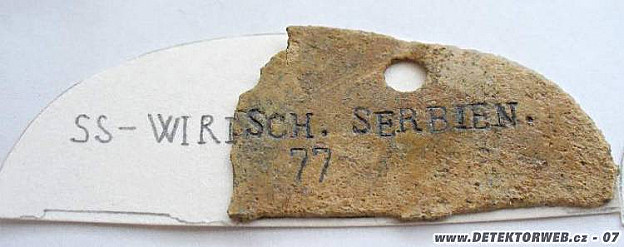 SS-WIRTSCH. SERBIEN.
77
www.DETEKTORWEB.cz - 07